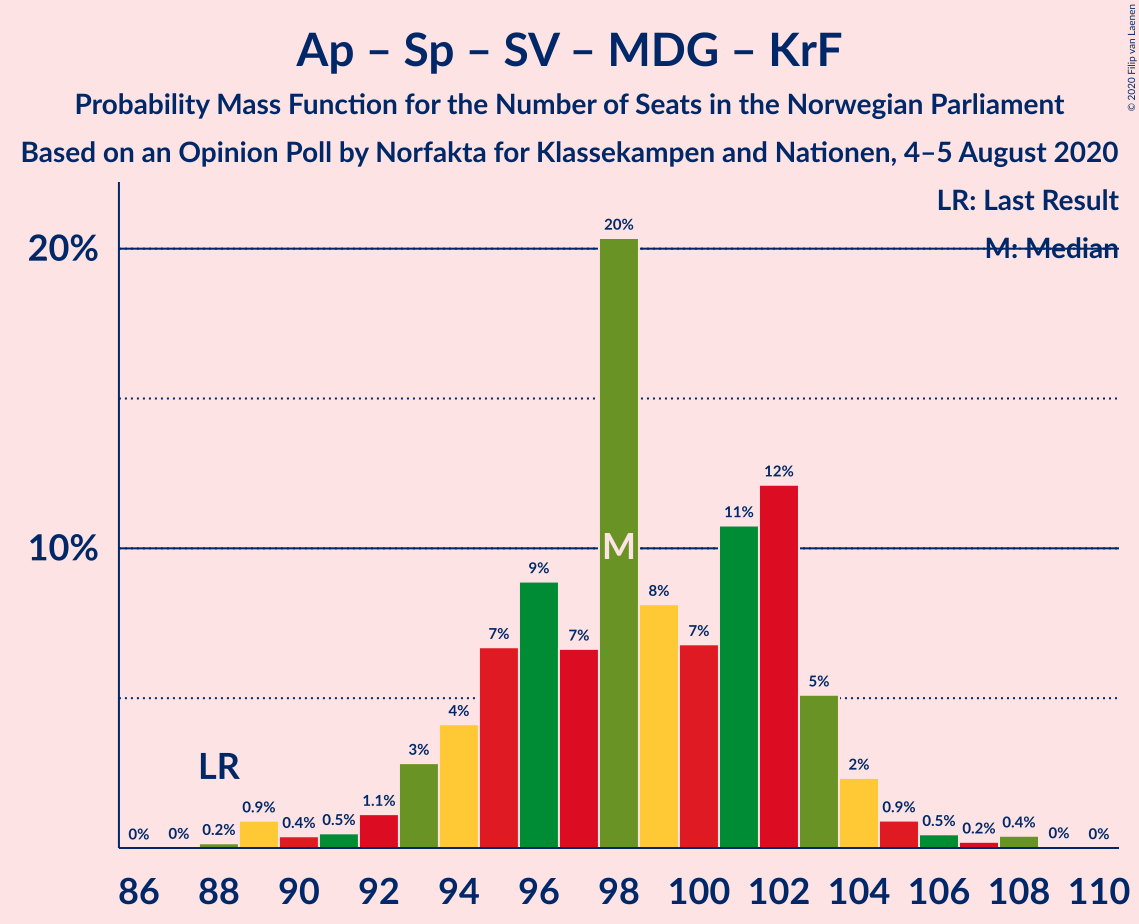 Ap – Sp – SV – MDG – KrF
Probability Mass Function for the Number of Seats in the Norwegian Parliament
Based on an Opinion Poll by Norfakta for Klassekampen and Nationen, 4–5 August 2020
© 2020 Filip van Laenen
LR: Last Result
M: Median
20%
10%
0% 0% 0.2% 0.9% 0.4% 0.5% 1.1% 3% 4% 7% 9% 7% 20% 8% 7% 11% 12% 5% 2% 0.9% 0.5% 0.2% 0.4% 0% 0%
LR
M
86 88 90 92 94 96 98 100 102 104 106 108 110